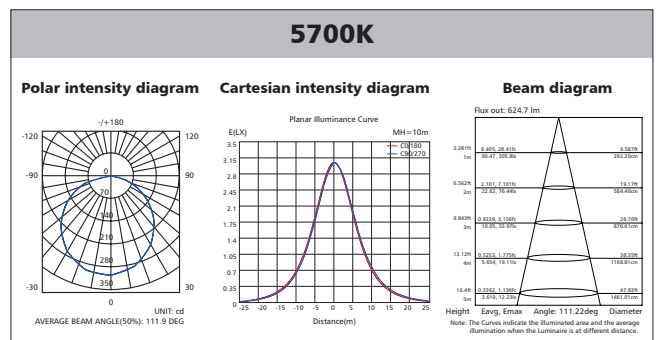 5700K
Polar intensity diagram
-/+180
-120
120
-90
90
0
70
140
210
280
350
-30
30
0
UNIT: cd
AVERAGE BEAM ANGLE(50%): 111.9 DEG
Cartesian intensity diagram
Planar Illuminance Curve
E(LX)
MH=10m
C0/180
C90/270
3.5
3.15
2.8
2.45
2.1
1.75
1.4
1.05
0.7
0.35
0
-25 -20 -15 -10 -5 0 5 10 15 20 25
Distance(m)
Beam diagram
Flux out: 624.7 lm
3.281ft 8.405, 28.41fc 9.587ft
1m 90.47, 305.8lx 292.20cm
6.562ft 2.101, 7.101fc 19.17ft
2m 22.62, 76.44lx 584.40cm
9.843ft 0.9339, 3.156fc 28.76ft
3m 10.05, 33.97lx 876.61cm
13.12ft 0.5253, 1.775fc 38.35ft
4m 5.654, 19.11lx 1168.81cm
16.4ft 0.3362, 1.136fc 47.93ft
5m 3.619, 12.23lx 1461.01cm
Height Eavg, Emax Angle: 111.22deg Diameter
Note: The Curves indicate the illuminated area and the average
illumination when the Luminaire is at different distance.